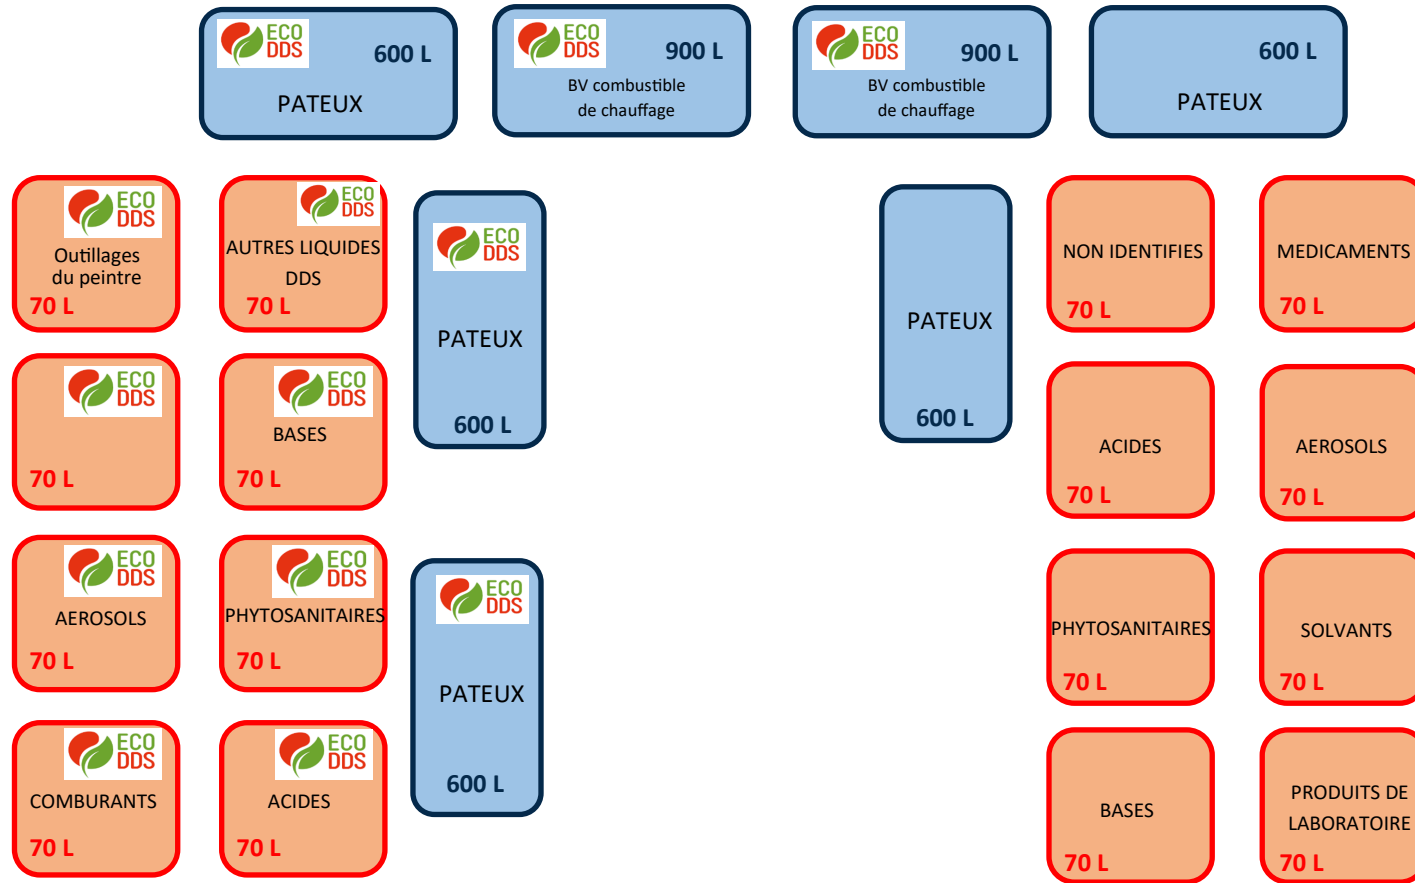 ECO
DDS
600 L
PATEUX
ECO
DDS
900 L
BV combustible
de chauffage
ECO
DDS
900 L
BV combustible
de chauffage
600 L
PATEUX
ECO
DDS
Outillages
du peintre
70 L
ECO
DDS
AUTRES LIQUIDES
DDS
70 L
ECO
DDS
PATEUX
600 L
PATEUX
600 L
NON IDENTIFIES
70 L
MEDICAMENTS
70 L
ECO
DDS
70 L
ECO
DDS
BASES
70 L
ACIDES
70 L
AEROSOLS
70 L
ECO
DDS
AEROSOLS
70 L
ECO
DDS
PHYTOSANITAIRES
70 L
ECO
DDS
PATEUX
600 L
PHYTOSANITAIRES
70 L
SOLVANTS
70 L
ECO
DDS
COMBURANTS
70 L
ECO
DDS
ACIDES
70 L
BASES
70 L
PRODUITS DE
LABORATOIRE
70 L